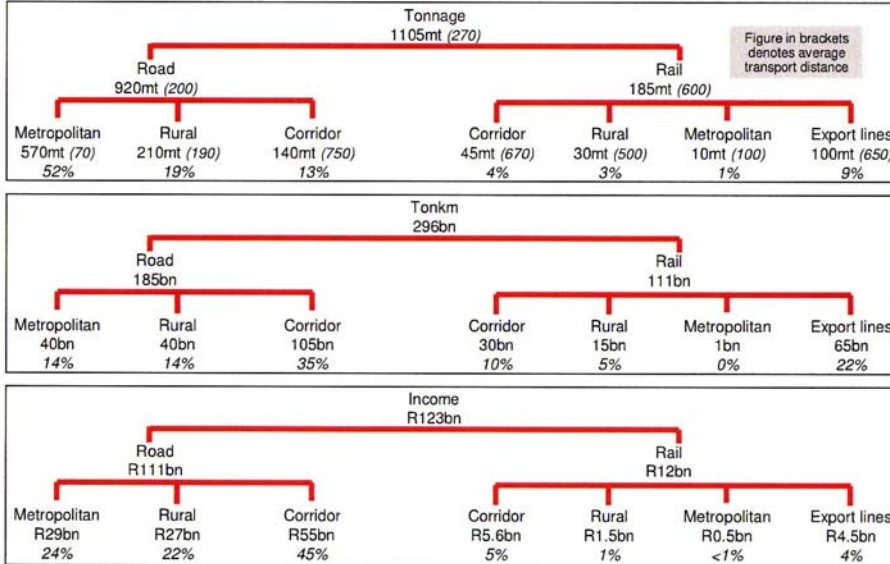 Tonnage
1105mt (270)
Figure in brackets
denotes average
transport distance
Road
920mt (200)
Rail
185mt (600)
Metropolitan Rural Corridor Corridor Rural Metropolitan Export lines
570mt (70) 210mt (190) 140mt (750) 45mt (670) 30mt (500) 10mt (100) 100mt (650)
52% 19% 13% 4% 3% 1% 9%
Tonkm
296bn
Road
185bn
Rail
111bn
Metropolitan Rural Corridor Corridor Rural Metropolitan Export lines
40bn 40bn 105bn 30bn 15bn 1bn 65bn
14% 14% 35% 10% 5% 0% 22%
Income
R123bn
Road
R111bn
Rail
R12bn
Metropolitan Rural Corridor Corridor Rural Metropolitan Export lines
R29bn R27bn R55bn R5.6bn R1.5bn R0.5bn R4.5bn
24% 22% 45% 5% 1% <1% 4%